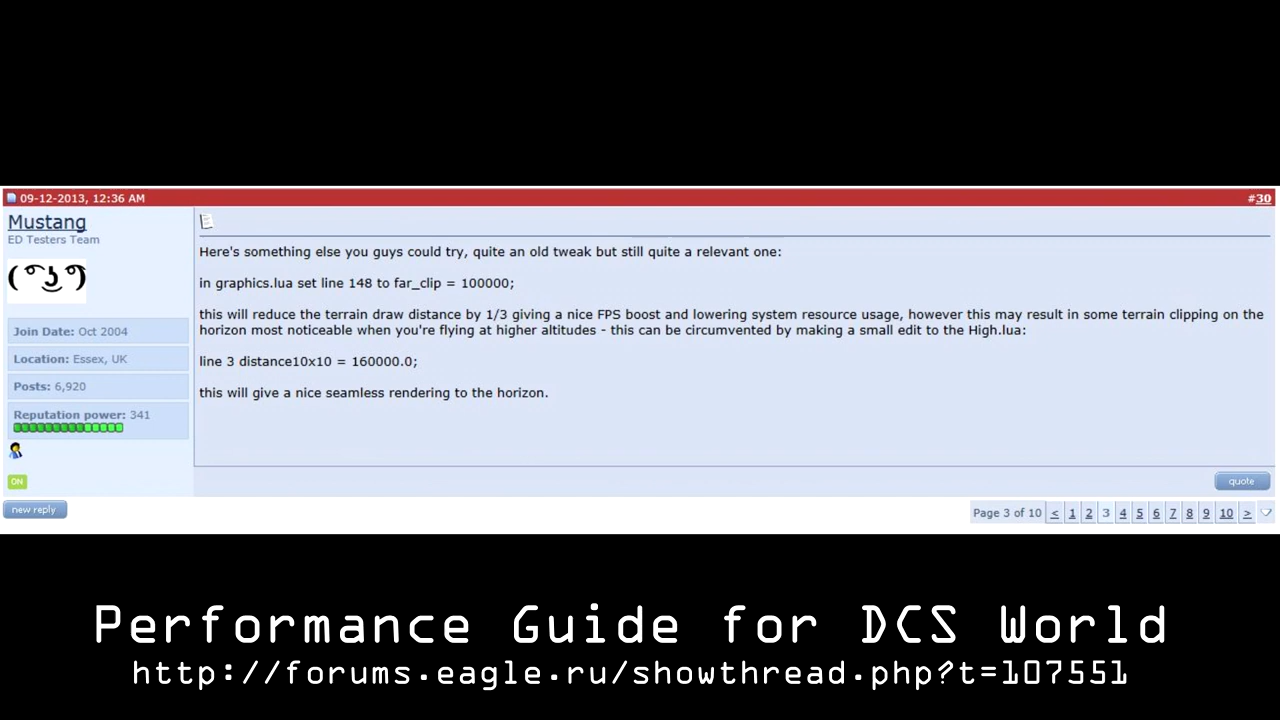 09-12-2013, 12:36 AM
#30
Mustang
ED Testers Team
( ͡° ͜ʖ ͡°)
Join Date: Oct 2004
Location: Essex, UK
Posts: 6,920
Reputation power: 341
ON
Here's something else you guys could try, quite an old tweak but still quite a relevant one:
in graphics.lua set line 148 to far_clip = 100000;
this will reduce the terrain draw distance by 1/3 giving a nice FPS boost and lowering system resource usage, however this may result in some terrain clipping on the
horizon most noticeable when you're flying at higher altitudes - this can be circumvented by making a small edit to the High.lua:
line 3 distance10x10 = 160000.0;
this will give a nice seamless rendering to the horizon.
quote
new reply
Page 3 of 10 < 1 2 3 4 5 6 7 8 9 10 >
Performance Guide for DCS World
http://forums.eagle.ru/showthread.php?t=107551